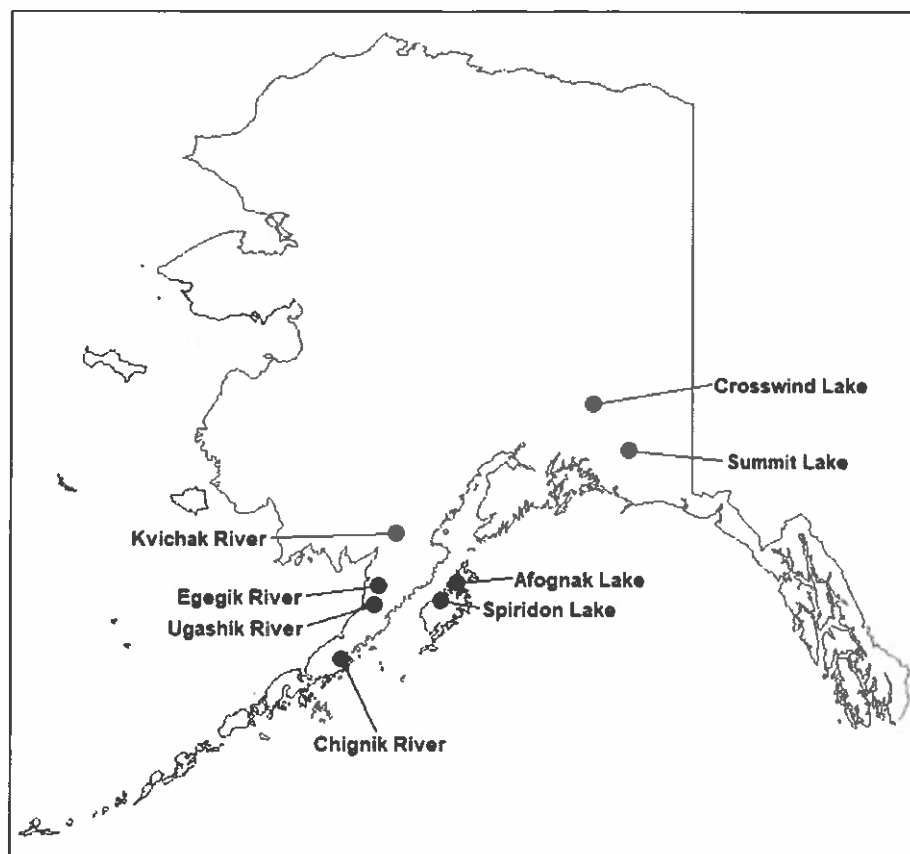 Crosswind Lake
Summit Lake
Kvichak River
Afognak Lake
Egegik River
Spiridon Lake
Ugashik River
Chignik River